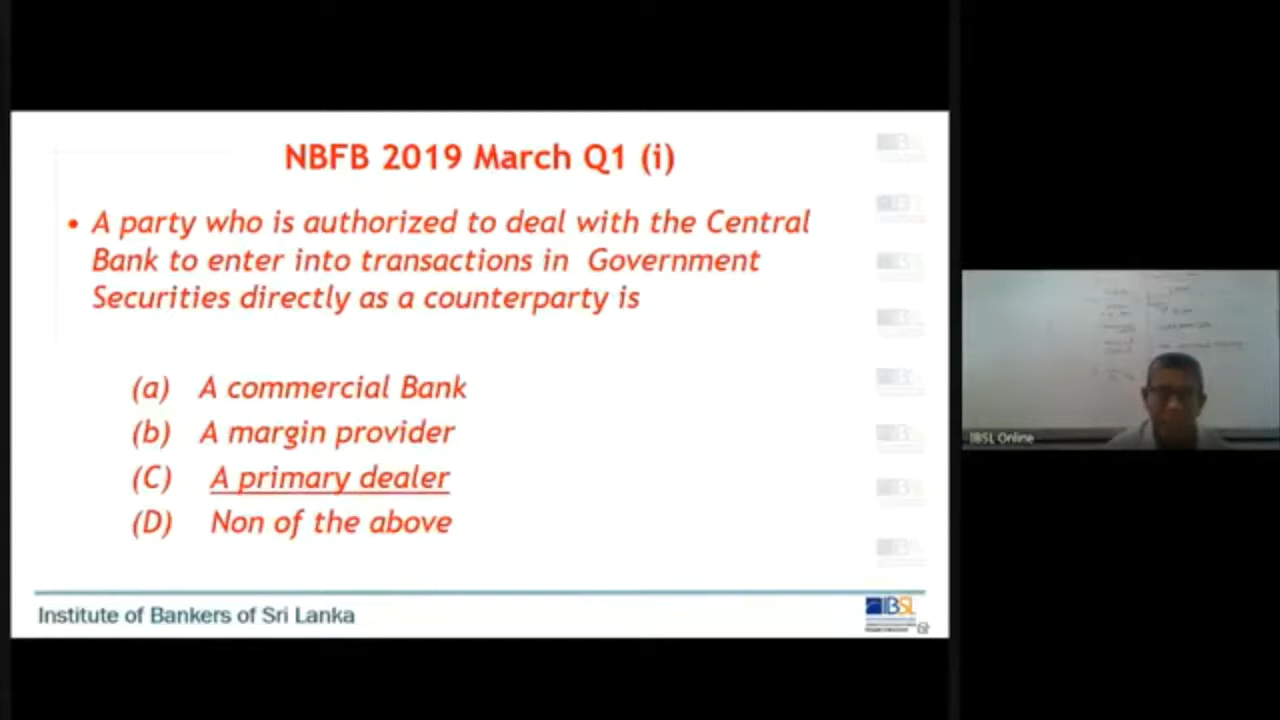 NBFB 2019 March Q1 (i)
• A party who is authorized to deal with the Central
Bank to enter into transactions in Government
Securities directly as a counterparty is
(a) A commercial Bank
(b) A margin provider
(C) A primary dealer
(D) Non of the above
Institute of Bankers of Sri Lanka
IBSL
IBSL Online